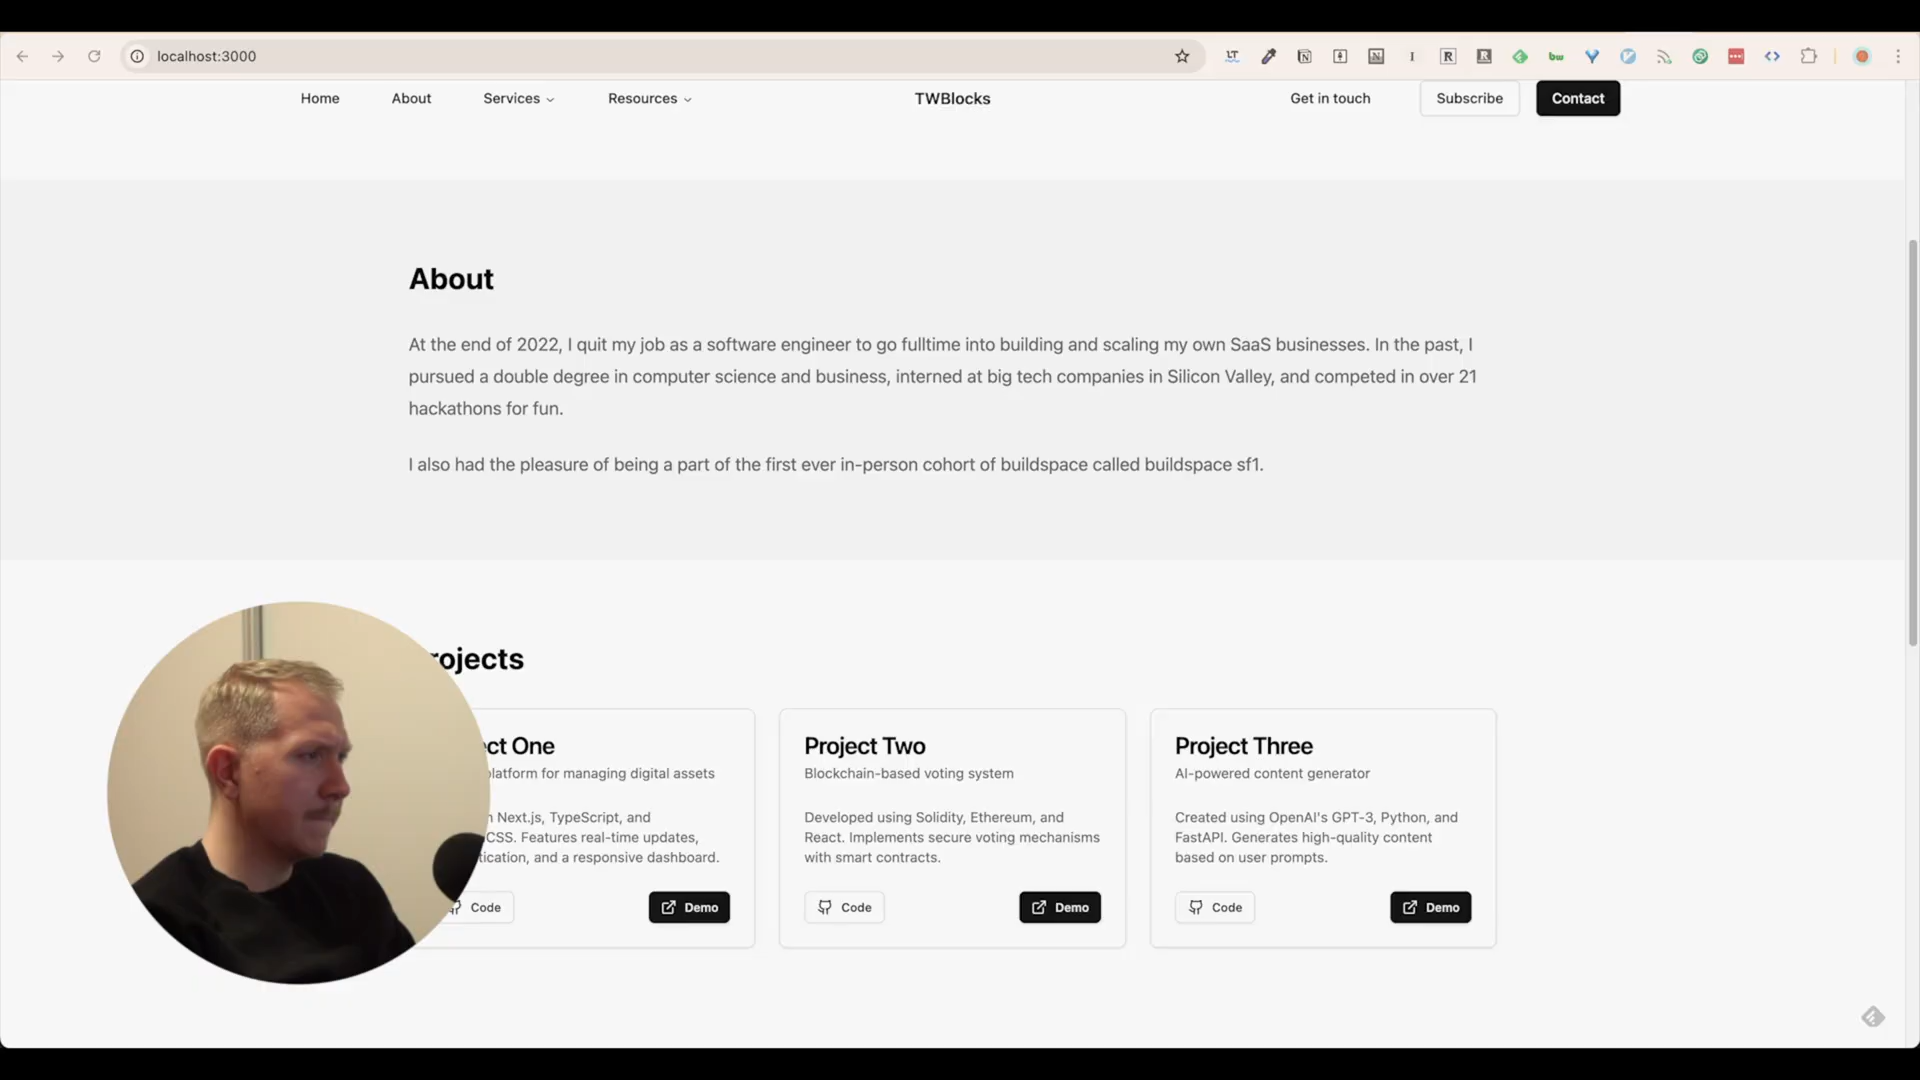 localhost:3000
Home About Services Resources TWBlocks Get in touch Subscribe Contact
About
At the end of 2022, I quit my job as a software engineer to go fulltime into building and scaling my own SaaS businesses. In the past, I
pursued a double degree in computer science and business, interned at big tech companies in Silicon Valley, and competed in over 21
hackathons for fun.
I also had the pleasure of being a part of the first ever in-person cohort of buildspace called buildspace sf1.
rojects
ect One
latform for managing digital assets
Next.js, TypeScript, and
CSS. Features real-time updates,
tication, and a responsive dashboard.
Code Demo
Project Two
Blockchain-based voting system
Developed using Solidity, Ethereum, and
React. Implements secure voting mechanisms
with smart contracts.
Code Demo
Project Three
AI-powered content generator
Created using OpenAI's GPT-3, Python, and
FastAPI. Generates high-quality content
based on user prompts.
Code Demo